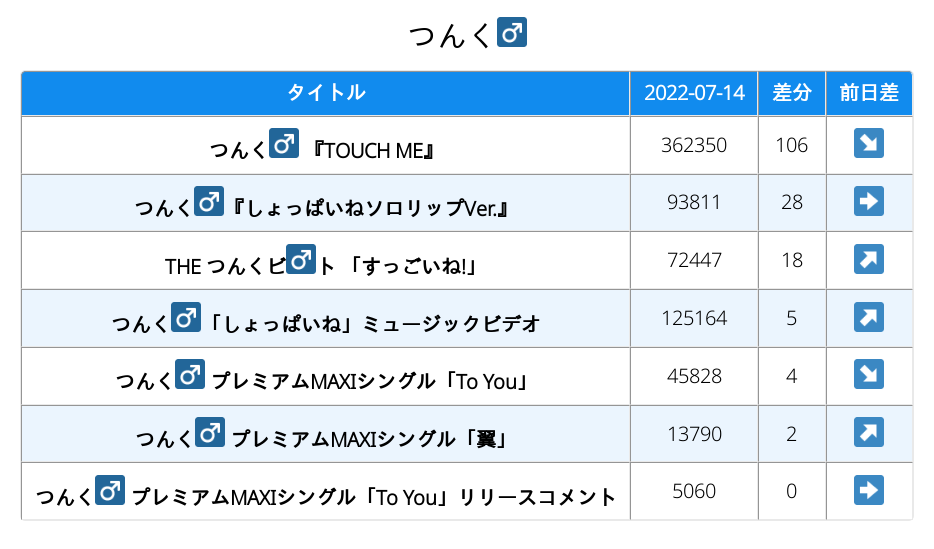 つんく♂
タイトル 2022-07-14 差分 前日差
つんく♂ 『TOUCH ME』 362350 106 ↘
つんく♂『しょっぱいねソロリップVer.』 93811 28 ➡
THE つんくビ♂ト 「すっごいね!」 72447 18 ↗
つんく♂「しょっぱいね」ミュージックビデオ 125164 5 ↗
つんく♂ プレミアムMAXIシングル「To You」 45828 4 ↘
つんく♂ プレミアムMAXIシングル「翼」 13790 2 ↗
つんく♂ プレミアムMAXIシングル「To You」リリースコメント 5060 0 ➡